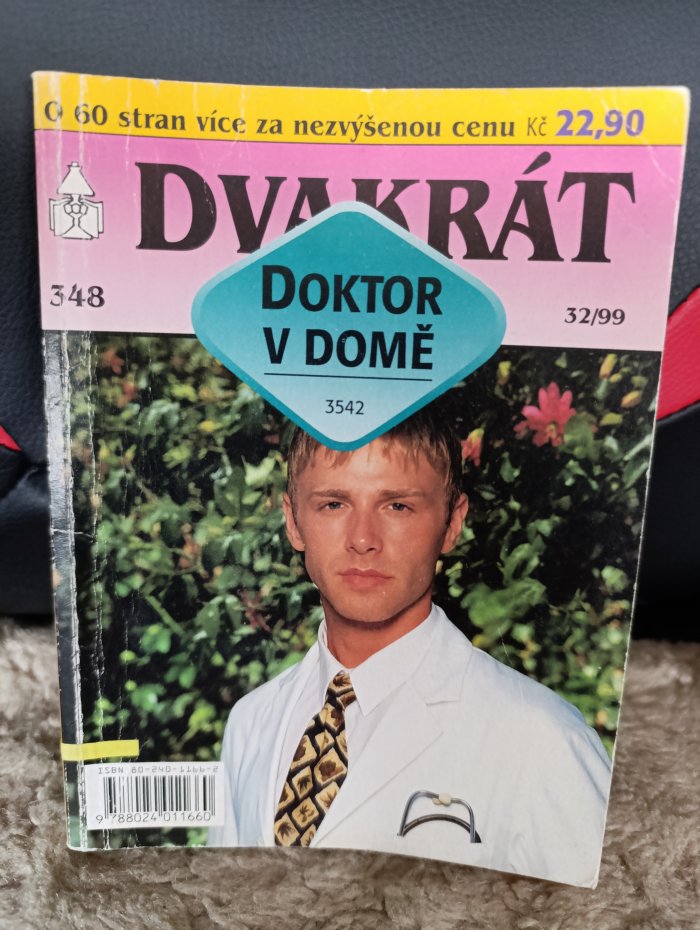 O 60 stran více za nezvýšenou cenu Kč 22,90
DVAKRÁT
348
32/99
DOKTOR
V DOMĚ
3542
ISBN 80-240-1166-2
9 788024 011660